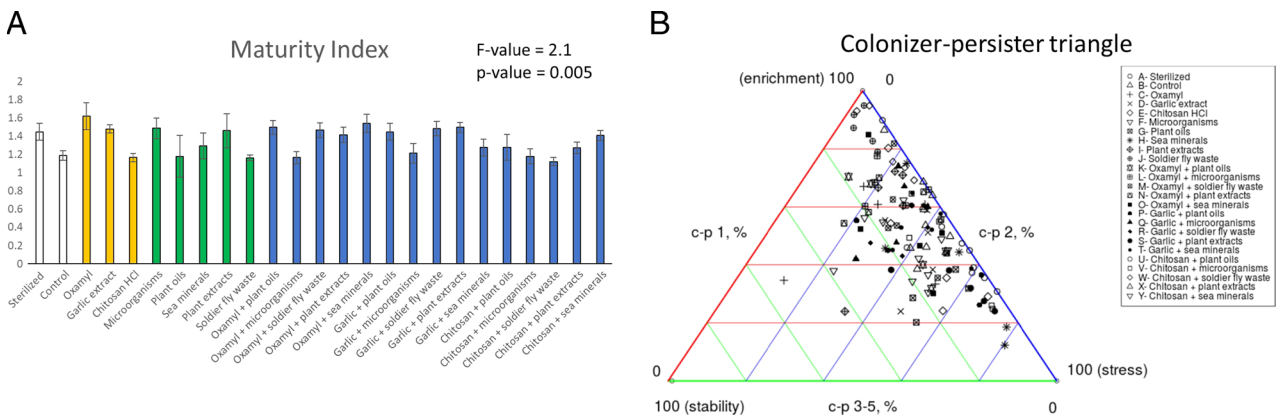 A
Maturity Index
F-value = 2.1
p-value = 0.005
2
1.8
1.6
1.4
1.2
1
0.8
0.6
0.4
0.2
0
Sterilized
Control
Oxamyl
Garlic extract
Chitosan HCl
Microorganisms
Plant oils
Sea minerals
Plant extracts
Soldier fly waste
Oxamyl + plant oils
Oxamyl + microorganisms
Oxamyl + soldier fly waste
Oxamyl + plant extracts
Oxamyl + sea minerals
Garlic + plant oils
Garlic + microorganisms
Garlic + soldier fly waste
Garlic + plant extracts
Garlic + sea minerals
Chitosan + plant oils
Chitosan + microorganisms
Chitosan + soldier fly waste
Chitosan + plant extracts
Chitosan + sea minerals
B
Colonizer-persister triangle
(enrichment) 100
0
c-p 1, %
c-p 2, %
0
100 (stress)
100 (stability)
c-p 3-5, %
0
A- Sterilized
B- Control
C- Oxamyl
D- Garlic extract
E- Chitosan HCl
F- Microorganisms
G- Plant oils
H- Sea minerals
I- Plant extracts
J- Soldier fly waste
K- Oxamyl + plant oils
L- Oxamyl + microorganisms
M- Oxamyl + soldier fly waste
N- Oxamyl + plant extracts
O- Oxamyl + sea minerals
P- Garlic + plant oils
Q- Garlic + microorganisms
R- Garlic + soldier fly waste
S- Garlic + plant extracts
T- Garlic + sea minerals
U- Chitosan + plant oils
V- Chitosan + microorganisms
W- Chitosan + soldier fly waste
X- Chitosan + plant extracts
Y- Chitosan + sea minerals